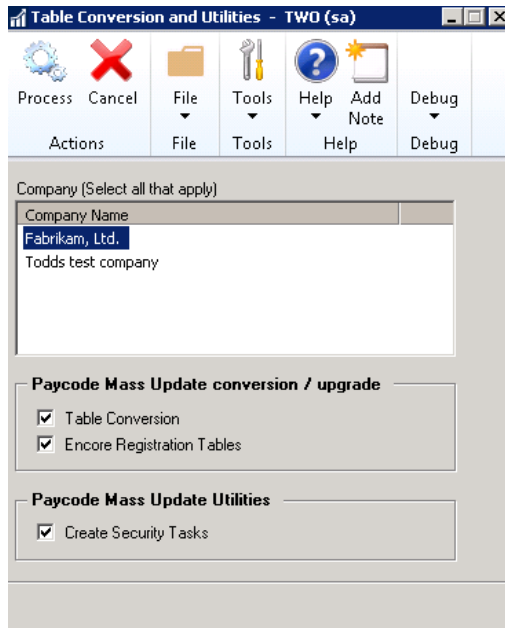 Table Conversion and Utilities - TWO (sa)
Process Cancel File Tools Help Add Note Debug
Actions File Tools Help Debug
Company (Select all that apply)
Company Name
Fabrikam, Ltd.
Todds test company
Paycode Mass Update conversion / upgrade
Table Conversion
Encore Registration Tables
Paycode Mass Update Utilities
Create Security Tasks